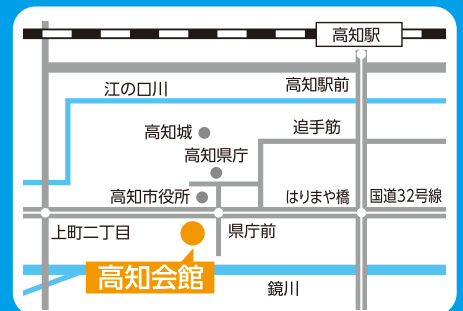 高知駅
江の口川
高知駅前
高知城
追手筋
高知県庁
高知市役所
はりまや橋
国道32号線
上町二丁目
県庁前
高知会館
鏡川